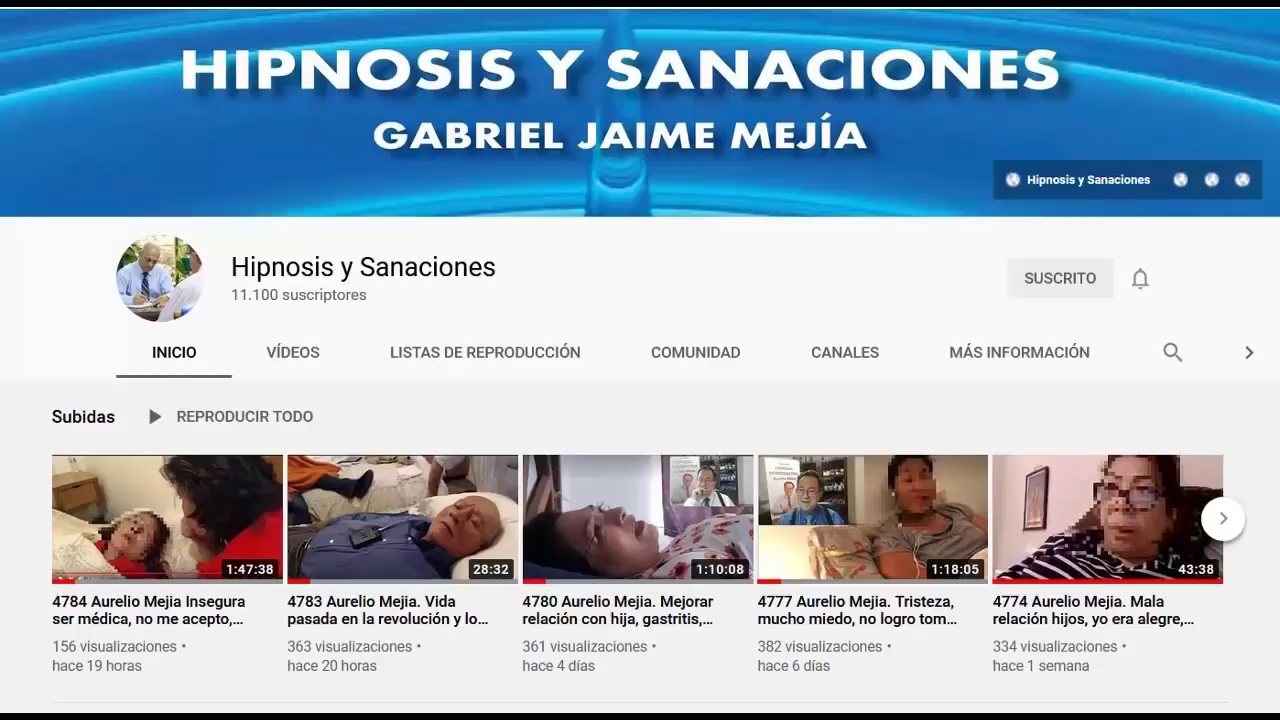 HIPNOSIS Y SANACIONES
GABRIEL JAIME MEJÍA
Hipnosis y Sanaciones
Hipnosis y Sanaciones
11.100 suscriptores
SUSCRITO
INICIO VÍDEOS LISTAS DE REPRODUCCIÓN COMUNIDAD CANALES MÁS INFORMACIÓN
Subidas REPRODUCIR TODO
1:47:38
4784 Aurelio Mejia Insegura
ser médica, no me acepto,...
156 visualizaciones •
hace 19 horas
28:32
4783 Aurelio Mejia. Vida
pasada en la revolución y lo...
363 visualizaciones •
hace 20 horas
1:10:08
4780 Aurelio Mejia. Mejorar
relación con hija, gastritis,...
361 visualizaciones •
hace 4 días
1:18:05
4777 Aurelio Mejia. Tristeza,
mucho miedo, no logro tom...
382 visualizaciones •
hace 6 días
43:38
4774 Aurelio Mejia. Mala
relación hijos, yo era alegre,...
334 visualizaciones •
hace 1 semana